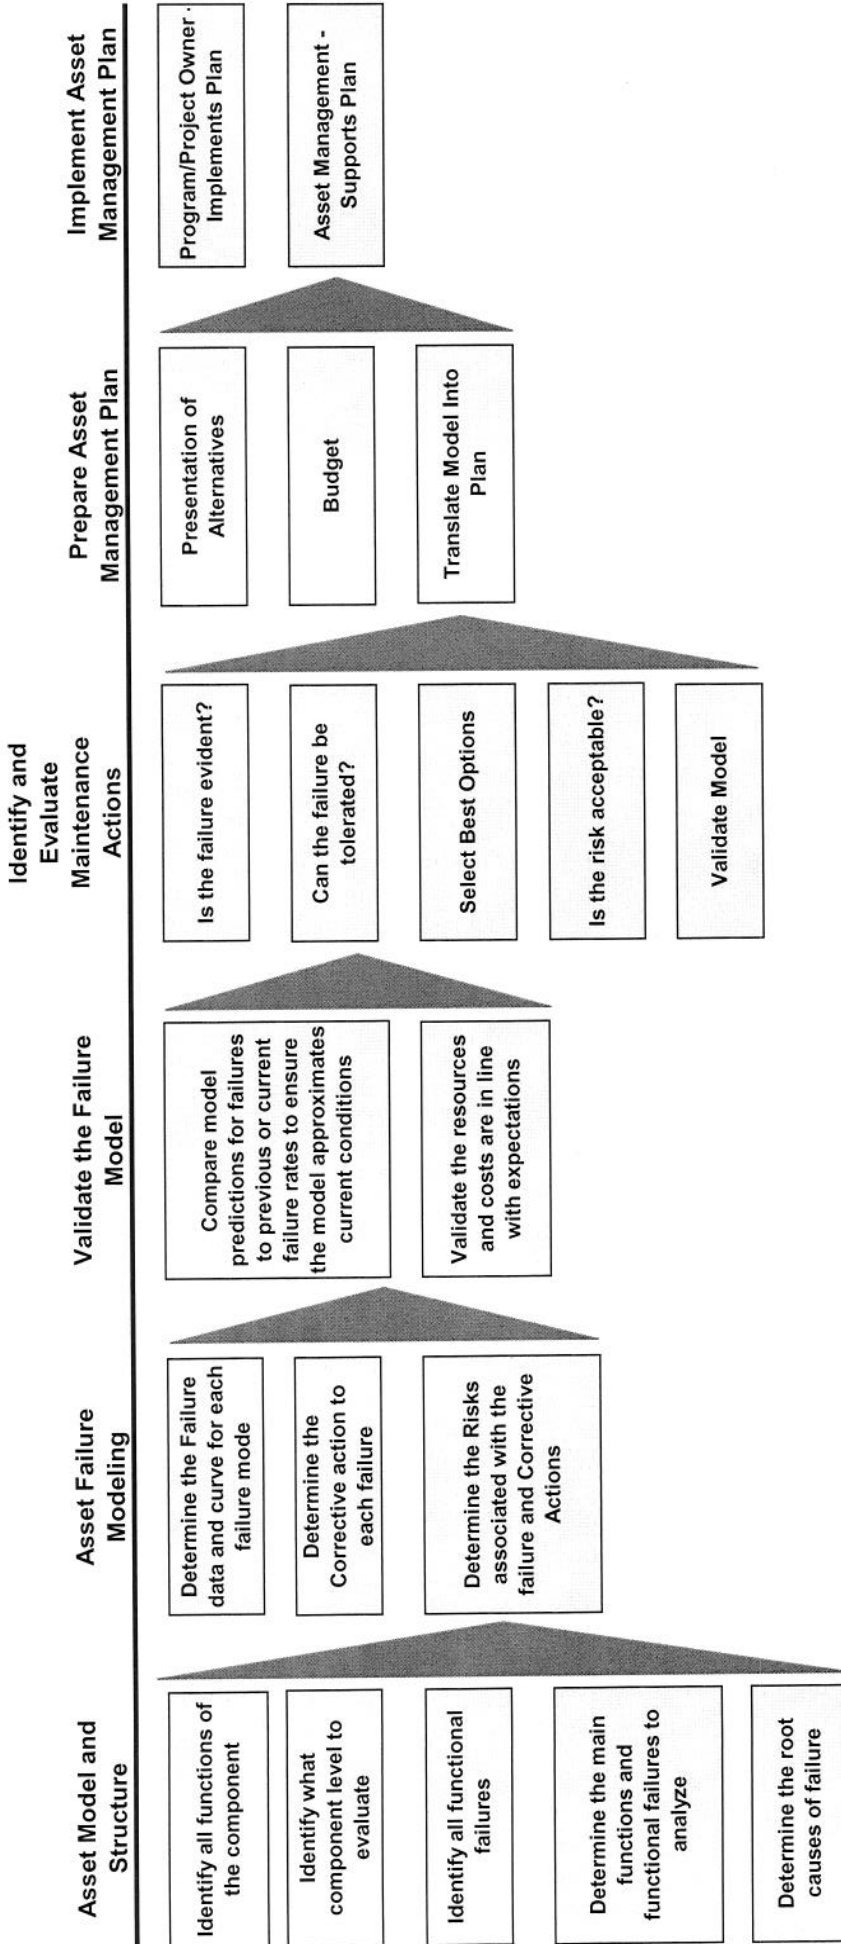 Asset Model and
Structure
Identify all functions of
the component
Identify what
component level to
evaluate
Identify all functional
failures
Determine the main
functions and
functional failures to
analyze
Determine the root
causes of failure
Asset Failure
Modeling
Determine the Failure
data and curve for each
failure mode
Determine the
Corrective action to
each failure
Determine the Risks
associated with the
failure and Corrective
Actions
Validate the Failure
Model
Compare model
predictions for failures
to previous or current
failure rates to ensure
the model approximates
current conditions
Validate the resources
and costs are in line
with expectations
Identify and
Evaluate
Maintenance
Actions
Is the failure evident?
Can the failure be
tolerated?
Select Best Options
Is the risk acceptable?
Validate Model
Prepare Asset
Management Plan
Presentation of
Alternatives
Budget
Translate Model Into
Plan
Implement Asset
Management Plan
Program/Project Owner -
Implements Plan
Asset Management -
Supports Plan